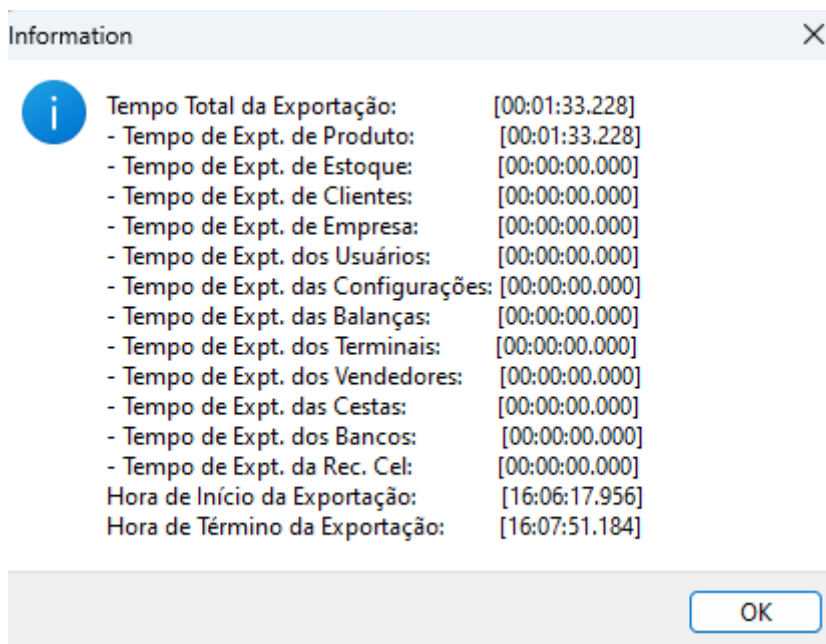 Information
Tempo Total da Exportação: [00:01:33.228]
- Tempo de Expt. de Produto: [00:01:33.228]
- Tempo de Expt. de Estoque: [00:00:00.000]
- Tempo de Expt. de Clientes: [00:00:00.000]
- Tempo de Expt. de Empresa: [00:00:00.000]
- Tempo de Expt. dos Usuários: [00:00:00.000]
- Tempo de Expt. das Configurações: [00:00:00.000]
- Tempo de Expt. das Balanças: [00:00:00.000]
- Tempo de Expt. dos Terminais: [00:00:00.000]
- Tempo de Expt. dos Vendedores: [00:00:00.000]
- Tempo de Expt. das Cestas: [00:00:00.000]
- Tempo de Expt. dos Bancos: [00:00:00.000]
- Tempo de Expt. da Rec. Cel: [00:00:00.000]
Hora de Início da Exportação: [16:06:17.956]
Hora de Término da Exportação: [16:07:51.184]
OK